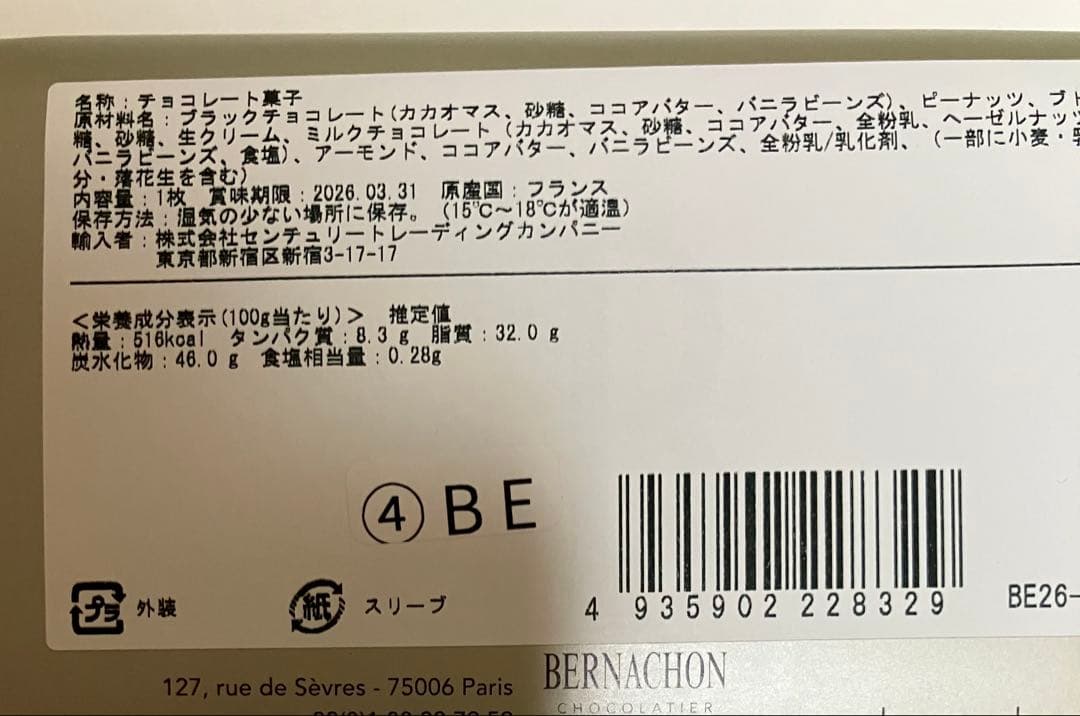 名称：チョコレート菓子
原材料名：ブラックチョコレート(カカオマス、砂糖、ココアバター、バニラビーンズ)、ピーナッツ、ブド
糖、砂糖、生クリーム、ミルクチョコレート（カカオマス、砂糖、ココアバター、全粉乳、ヘーゼルナッツ
バニラビーンズ、食塩)、アーモンド、ココアバター、バニラビーンズ、全粉乳/乳化剤、（一部に小麦・乳
分・落花生を含む)
内容量：1枚　賞味期限：2026.03.31　原産国：フランス
保存方法：湿気の少ない場所に保存。（15℃～18℃が適温）
輸入者：株式会社センチュリートレーディングカンパニー
東京都新宿区新宿3-17-17
＜栄養成分表示(100g当たり)＞　推定値
熱量：516kcal　タンパク質：8.3 g　脂質：32.0 g
炭水化物：46.0 g　食塩相当量：0.28g
④BE
プラ 外装 紙 スリーブ
4 935902 228329
BE26-
127, rue de Sèvres - 75006 Paris
BERNACHON
CHOCOLATIER